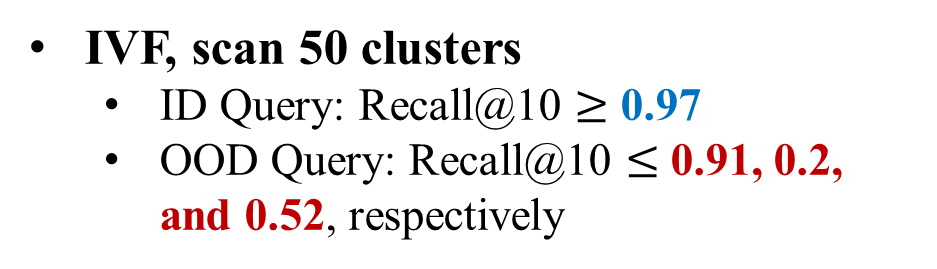 • IVF, scan 50 clusters
• ID Query: Recall@10 ≥ 0.97
• OOD Query: Recall@10 ≤ 0.91, 0.2,
and 0.52, respectively